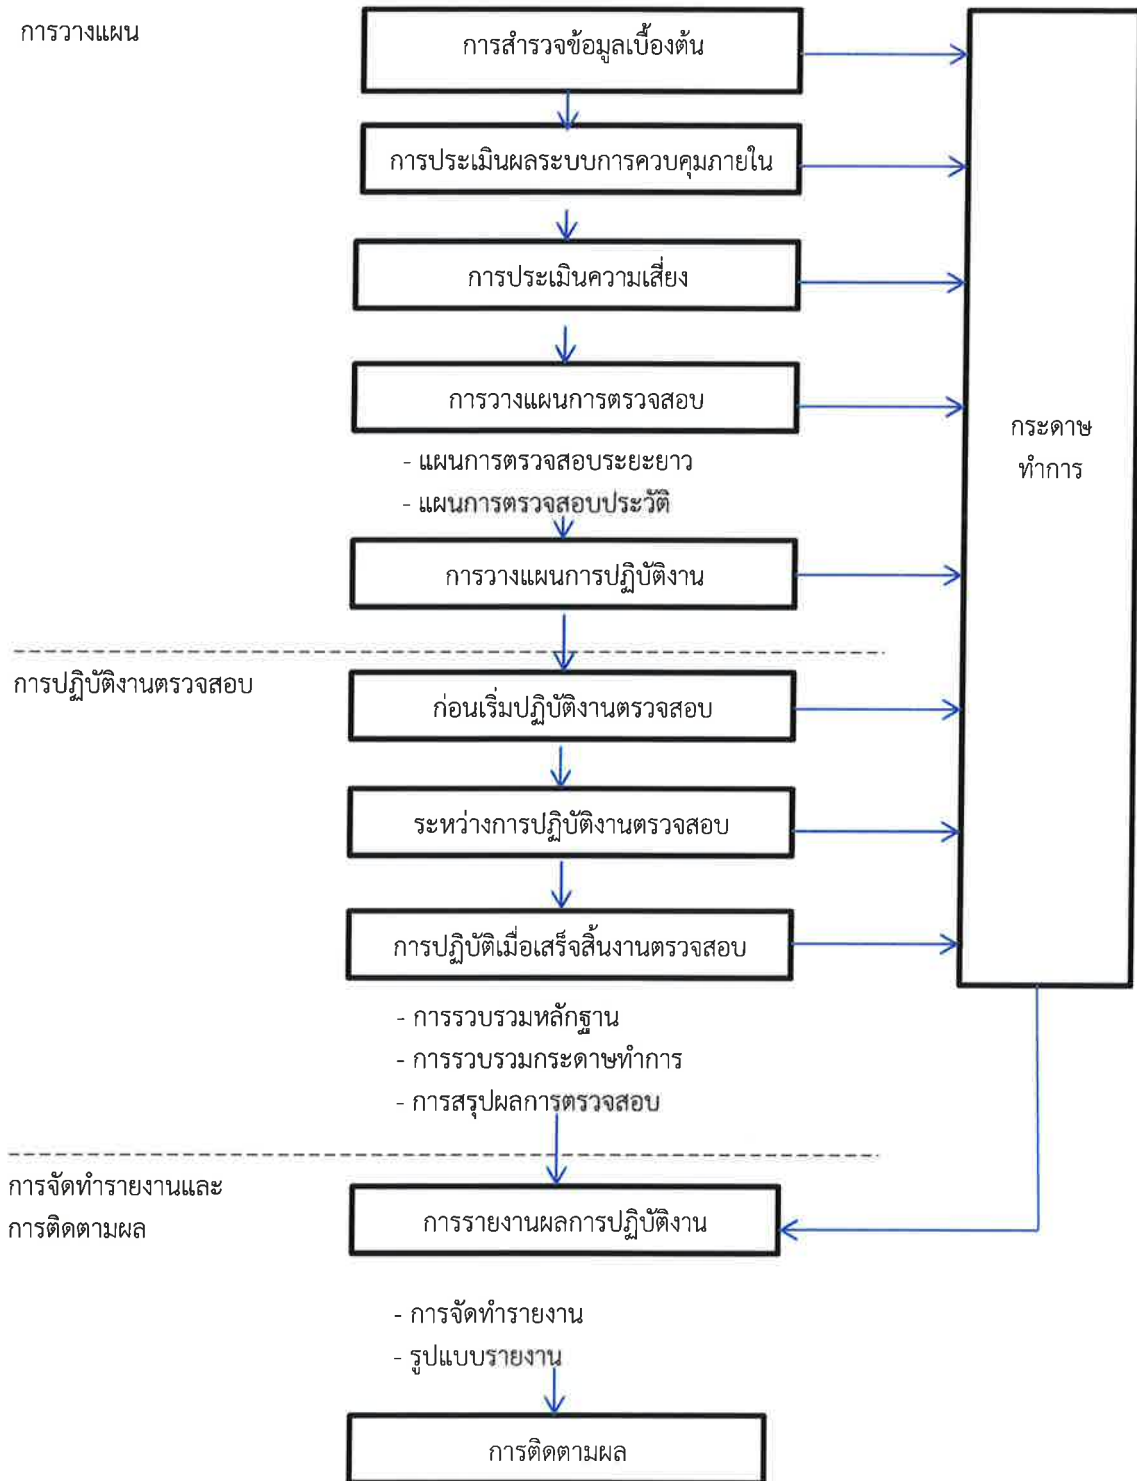 การวางแผน
การสำรวจข้อมูลเบื้องต้น
การประเมินผลระบบการควบคุมภายใน
การประเมินความเสี่ยง
การวางแผนการตรวจสอบ
- แผนการตรวจสอบระยะยาว
- แผนการตรวจสอบประวัติ
การวางแผนการปฏิบัติงาน
กระดาษ
ทำการ
การปฏิบัติงานตรวจสอบ
ก่อนเริ่มปฏิบัติงานตรวจสอบ
ระหว่างการปฏิบัติงานตรวจสอบ
การปฏิบัติเมื่อเสร็จสิ้นงานตรวจสอบ
- การรวบรวมหลักฐาน
- การรวบรวมกระดาษทำการ
- การสรุปผลการตรวจสอบ
การจัดทำรายงานและ
การติดตามผล
การรายงานผลการปฏิบัติงาน
- การจัดทำรายงาน
- รูปแบบรายงาน
การติดตามผล